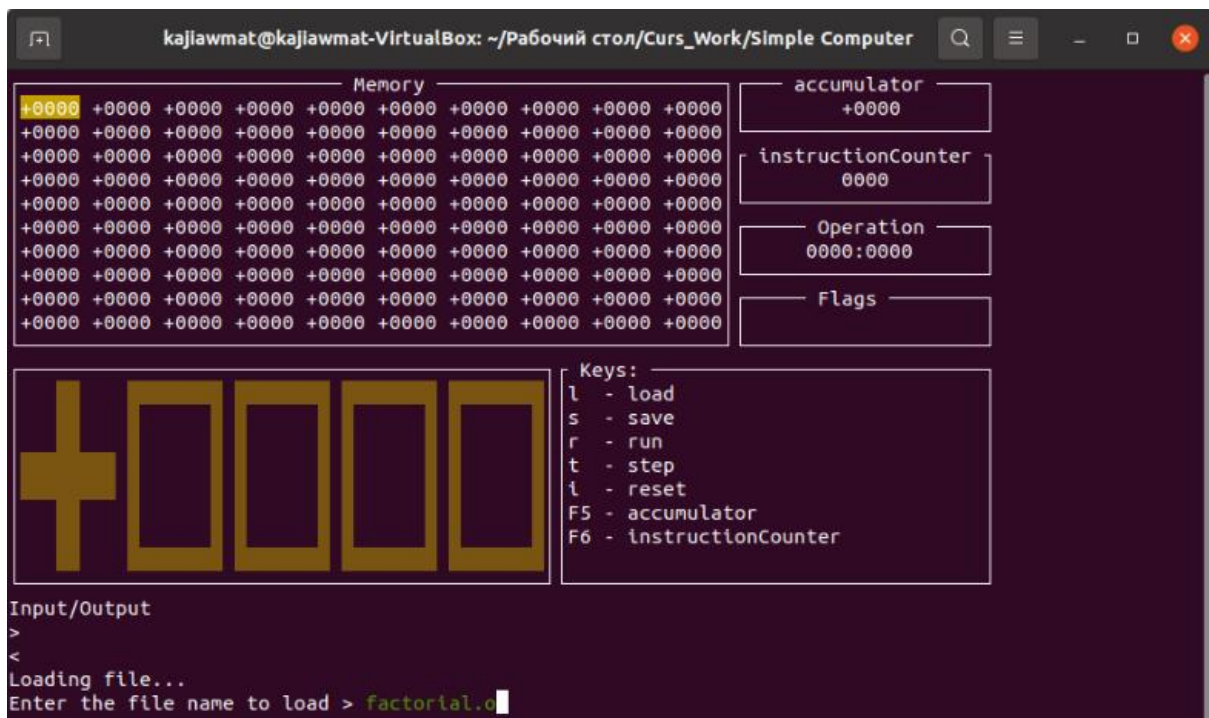 kajiawmat@kajiawmat-VirtualBox: ~/Рабочий стол/Curs_Work/Simple Computer
Memory
+0000 +0000 +0000 +0000 +0000 +0000 +0000 +0000 +0000 +0000
+0000 +0000 +0000 +0000 +0000 +0000 +0000 +0000 +0000 +0000
+0000 +0000 +0000 +0000 +0000 +0000 +0000 +0000 +0000 +0000
+0000 +0000 +0000 +0000 +0000 +0000 +0000 +0000 +0000 +0000
+0000 +0000 +0000 +0000 +0000 +0000 +0000 +0000 +0000 +0000
+0000 +0000 +0000 +0000 +0000 +0000 +0000 +0000 +0000 +0000
+0000 +0000 +0000 +0000 +0000 +0000 +0000 +0000 +0000 +0000
+0000 +0000 +0000 +0000 +0000 +0000 +0000 +0000 +0000 +0000
+0000 +0000 +0000 +0000 +0000 +0000 +0000 +0000 +0000 +0000
+0000 +0000 +0000 +0000 +0000 +0000 +0000 +0000 +0000 +0000
accumulator
+0000
instructionCounter
0000
Operation
0000:0000
Flags
+0000
Keys:
l - load
s - save
r - run
t - step
i - reset
F5 - accumulator
F6 - instructionCounter
Input/Output
>
<
Loading file...
Enter the file name to load > factorial.o